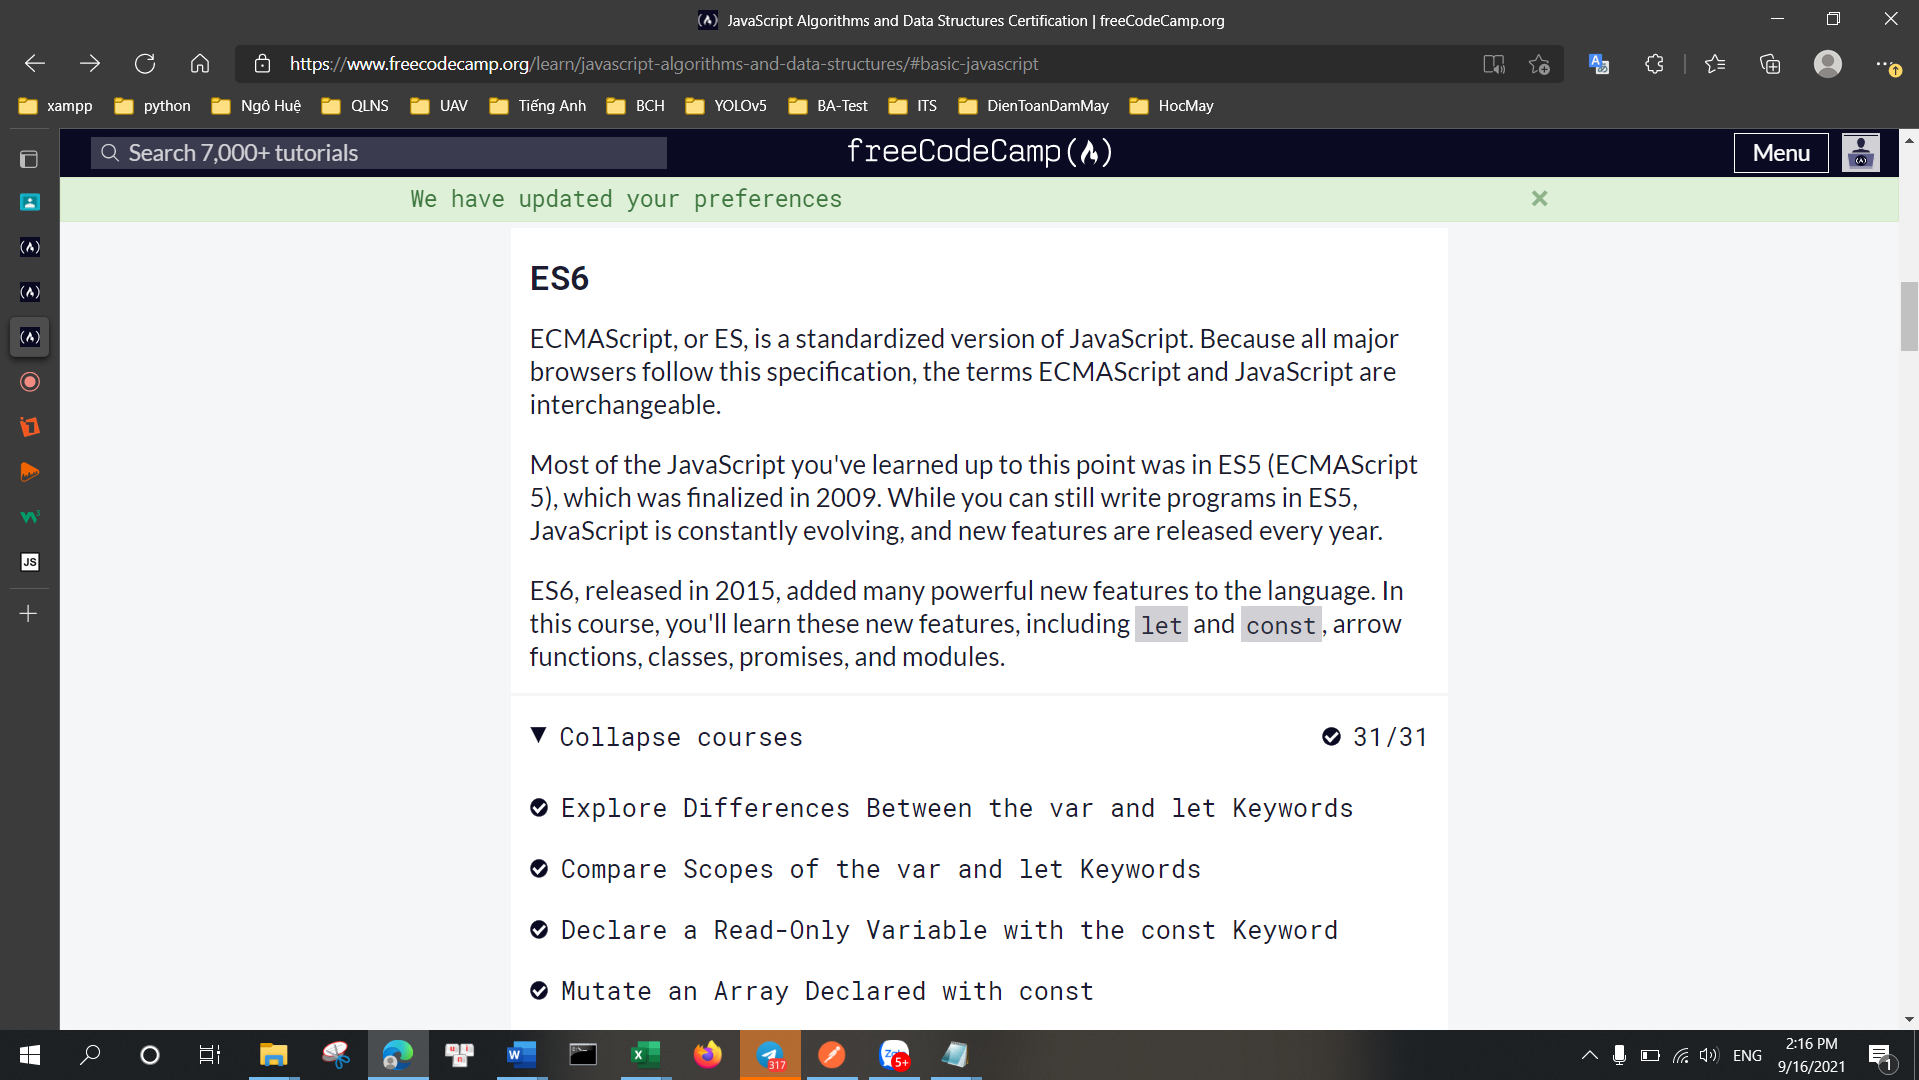 JavaScript Algorithms and Data Structures Certification | freeCodeCamp.org
https://www.freecodecamp.org/learn/javascript-algorithms-and-data-structures/#basic-javascript
xampp python Ngô Huệ QLNS UAV Tiếng Anh BCH YOLOv5 BA-Test ITS DienToanDamMay HocMay
Search 7,000+ tutorials
freeCodeCamp
Menu
We have updated your preferences
ES6
ECMAScript, or ES, is a standardized version of JavaScript. Because all major
browsers follow this specification, the terms ECMAScript and JavaScript are
interchangeable.
Most of the JavaScript you've learned up to this point was in ES5 (ECMAScript
5), which was finalized in 2009. While you can still write programs in ES5,
JavaScript is constantly evolving, and new features are released every year.
ES6, released in 2015, added many powerful new features to the language. In
this course, you'll learn these new features, including let and const, arrow
functions, classes, promises, and modules.
Collapse courses 31/31
Explore Differences Between the var and let Keywords
Compare Scopes of the var and let Keywords
Declare a Read-Only Variable with the const Keyword
Mutate an Array Declared with const
JS
317
5+
ENG
2:16 PM
9/16/2021
1